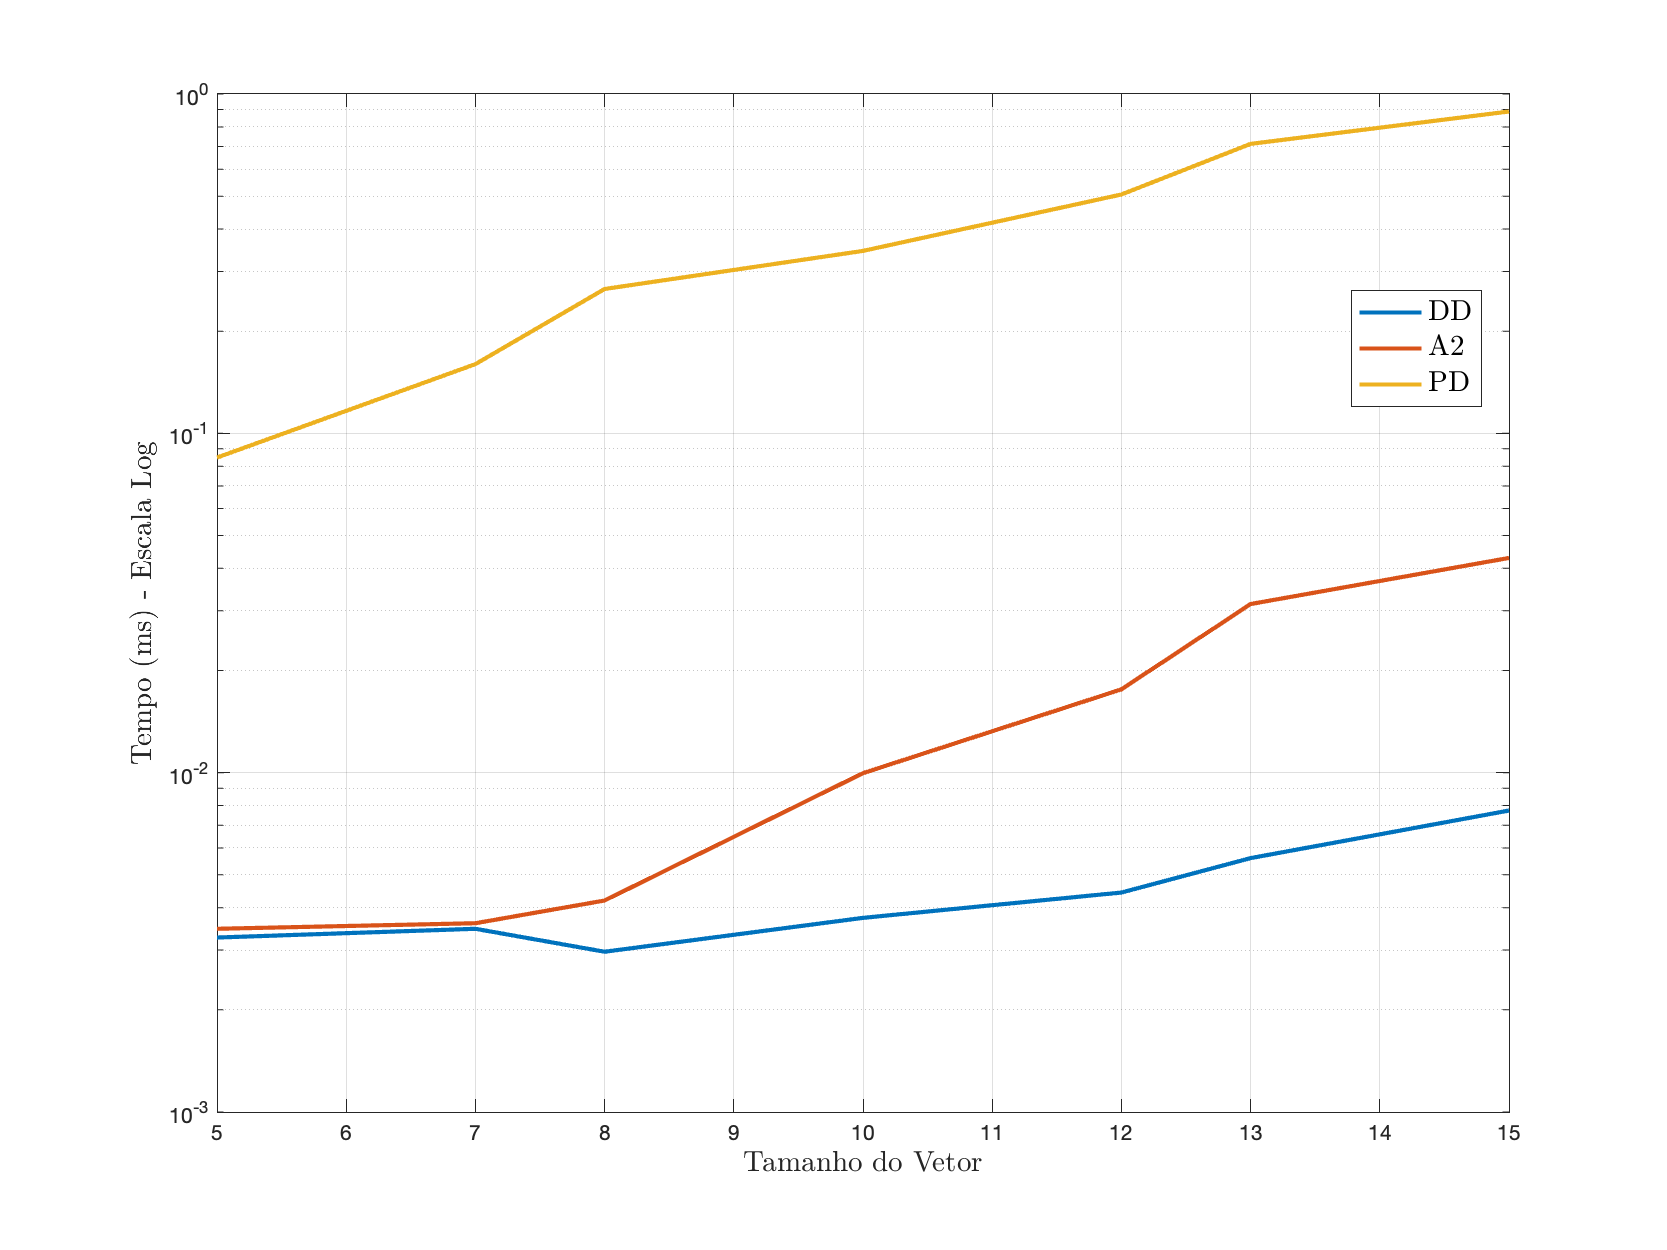 10^0
10^-1
10^-2
10^-3
Tempo (ms) - Escala Log
DD
A2
PD
5 6 7 8 9 10 11 12 13 14 15
Tamanho do Vetor